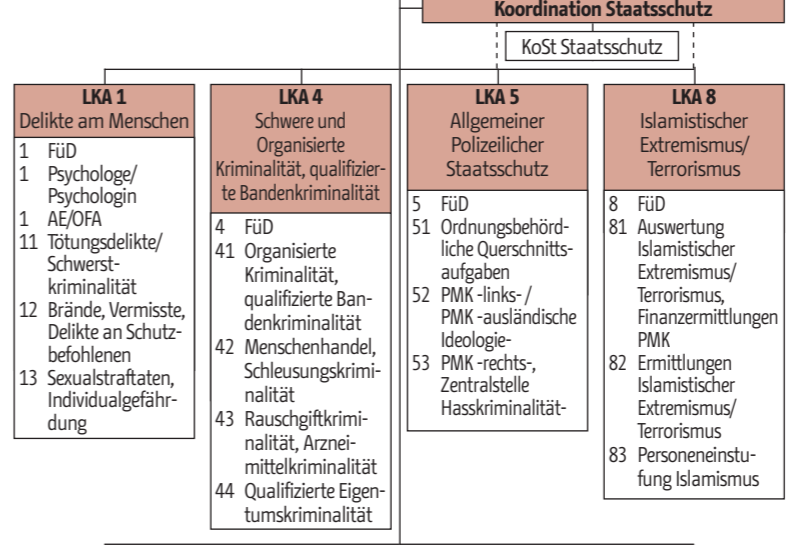 Koordination Staatsschutz
KoSt Staatsschutz
LKA 1
Delikte am Menschen
1 FüD
1 Psychologe/
Psychologin
1 AE/OFA
11 Tötungsdelikte/
Schwerst-
kriminalität
12 Brände, Vermisste,
Delikte an Schutz-
befohlenen
13 Sexualstraftaten,
Individualgefähr-
dung
LKA 4
Schwere und
Organisierte
Kriminalität, qualifizier-
te Bandenkriminalität
4 FüD
41 Organisierte
Kriminalität,
qualifizierte Ban-
denkriminalität
42 Menschenhandel,
Schleusungskrimi-
nalität
43 Rauschgiftkrimi-
nalität, Arznei-
mittelkriminalität
44 Qualifizierte Eigen-
tumskriminalität
LKA 5
Allgemeiner
Polizeilicher
Staatsschutz
5 FüD
51 Ordnungsbehörd-
liche Querschnitts-
aufgaben
52 PMK -links- /
PMK -ausländische
Ideologie-
53 PMK -rechts-,
Zentralstelle
Hasskriminalität-
LKA 8
Islamistischer
Extremismus/
Terrorismus
8 FüD
81 Auswertung
Islamistischer
Extremismus/
Terrorismus,
Finanzermittlungen
PMK
82 Ermittlungen
Islamistischer
Extremismus/
Terrorismus
83 Personeneinstu-
fung Islamismus